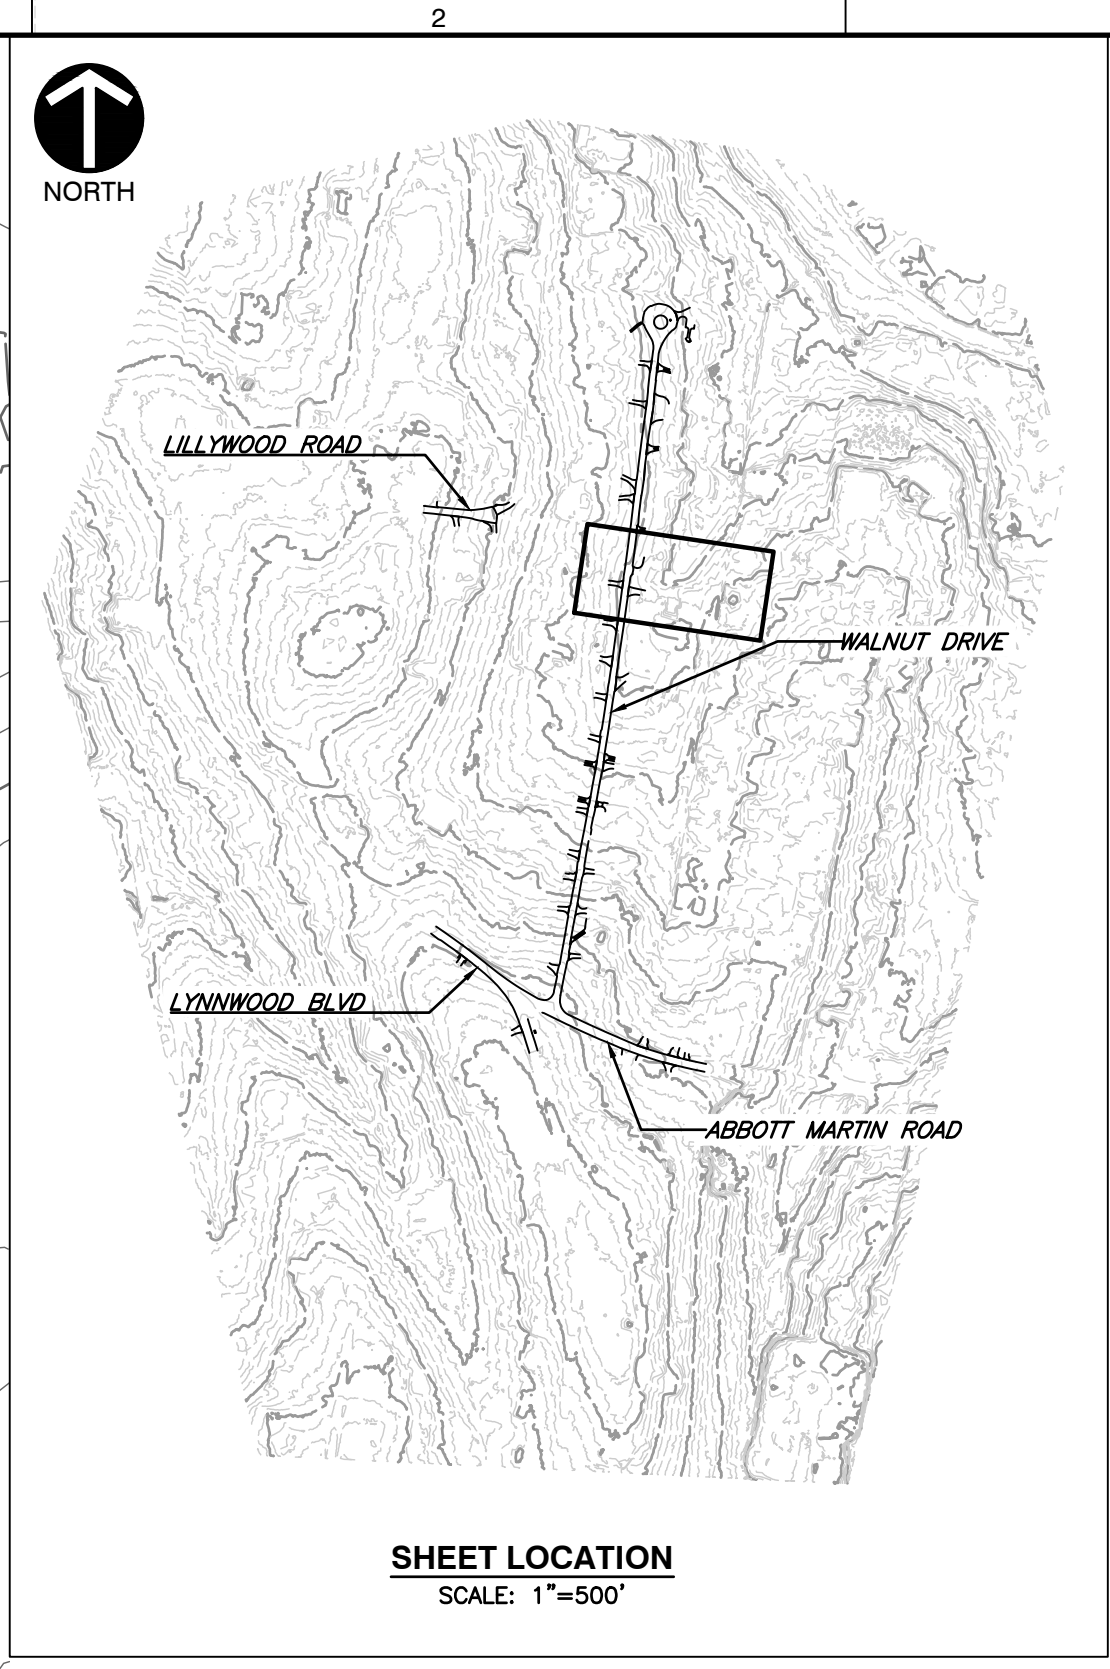 2
NORTH
LILLYWOOD ROAD
WALNUT DRIVE
LYNNWOOD BLVD
ABBOTT MARTIN ROAD
SHEET LOCATION
SCALE: 1"=500'